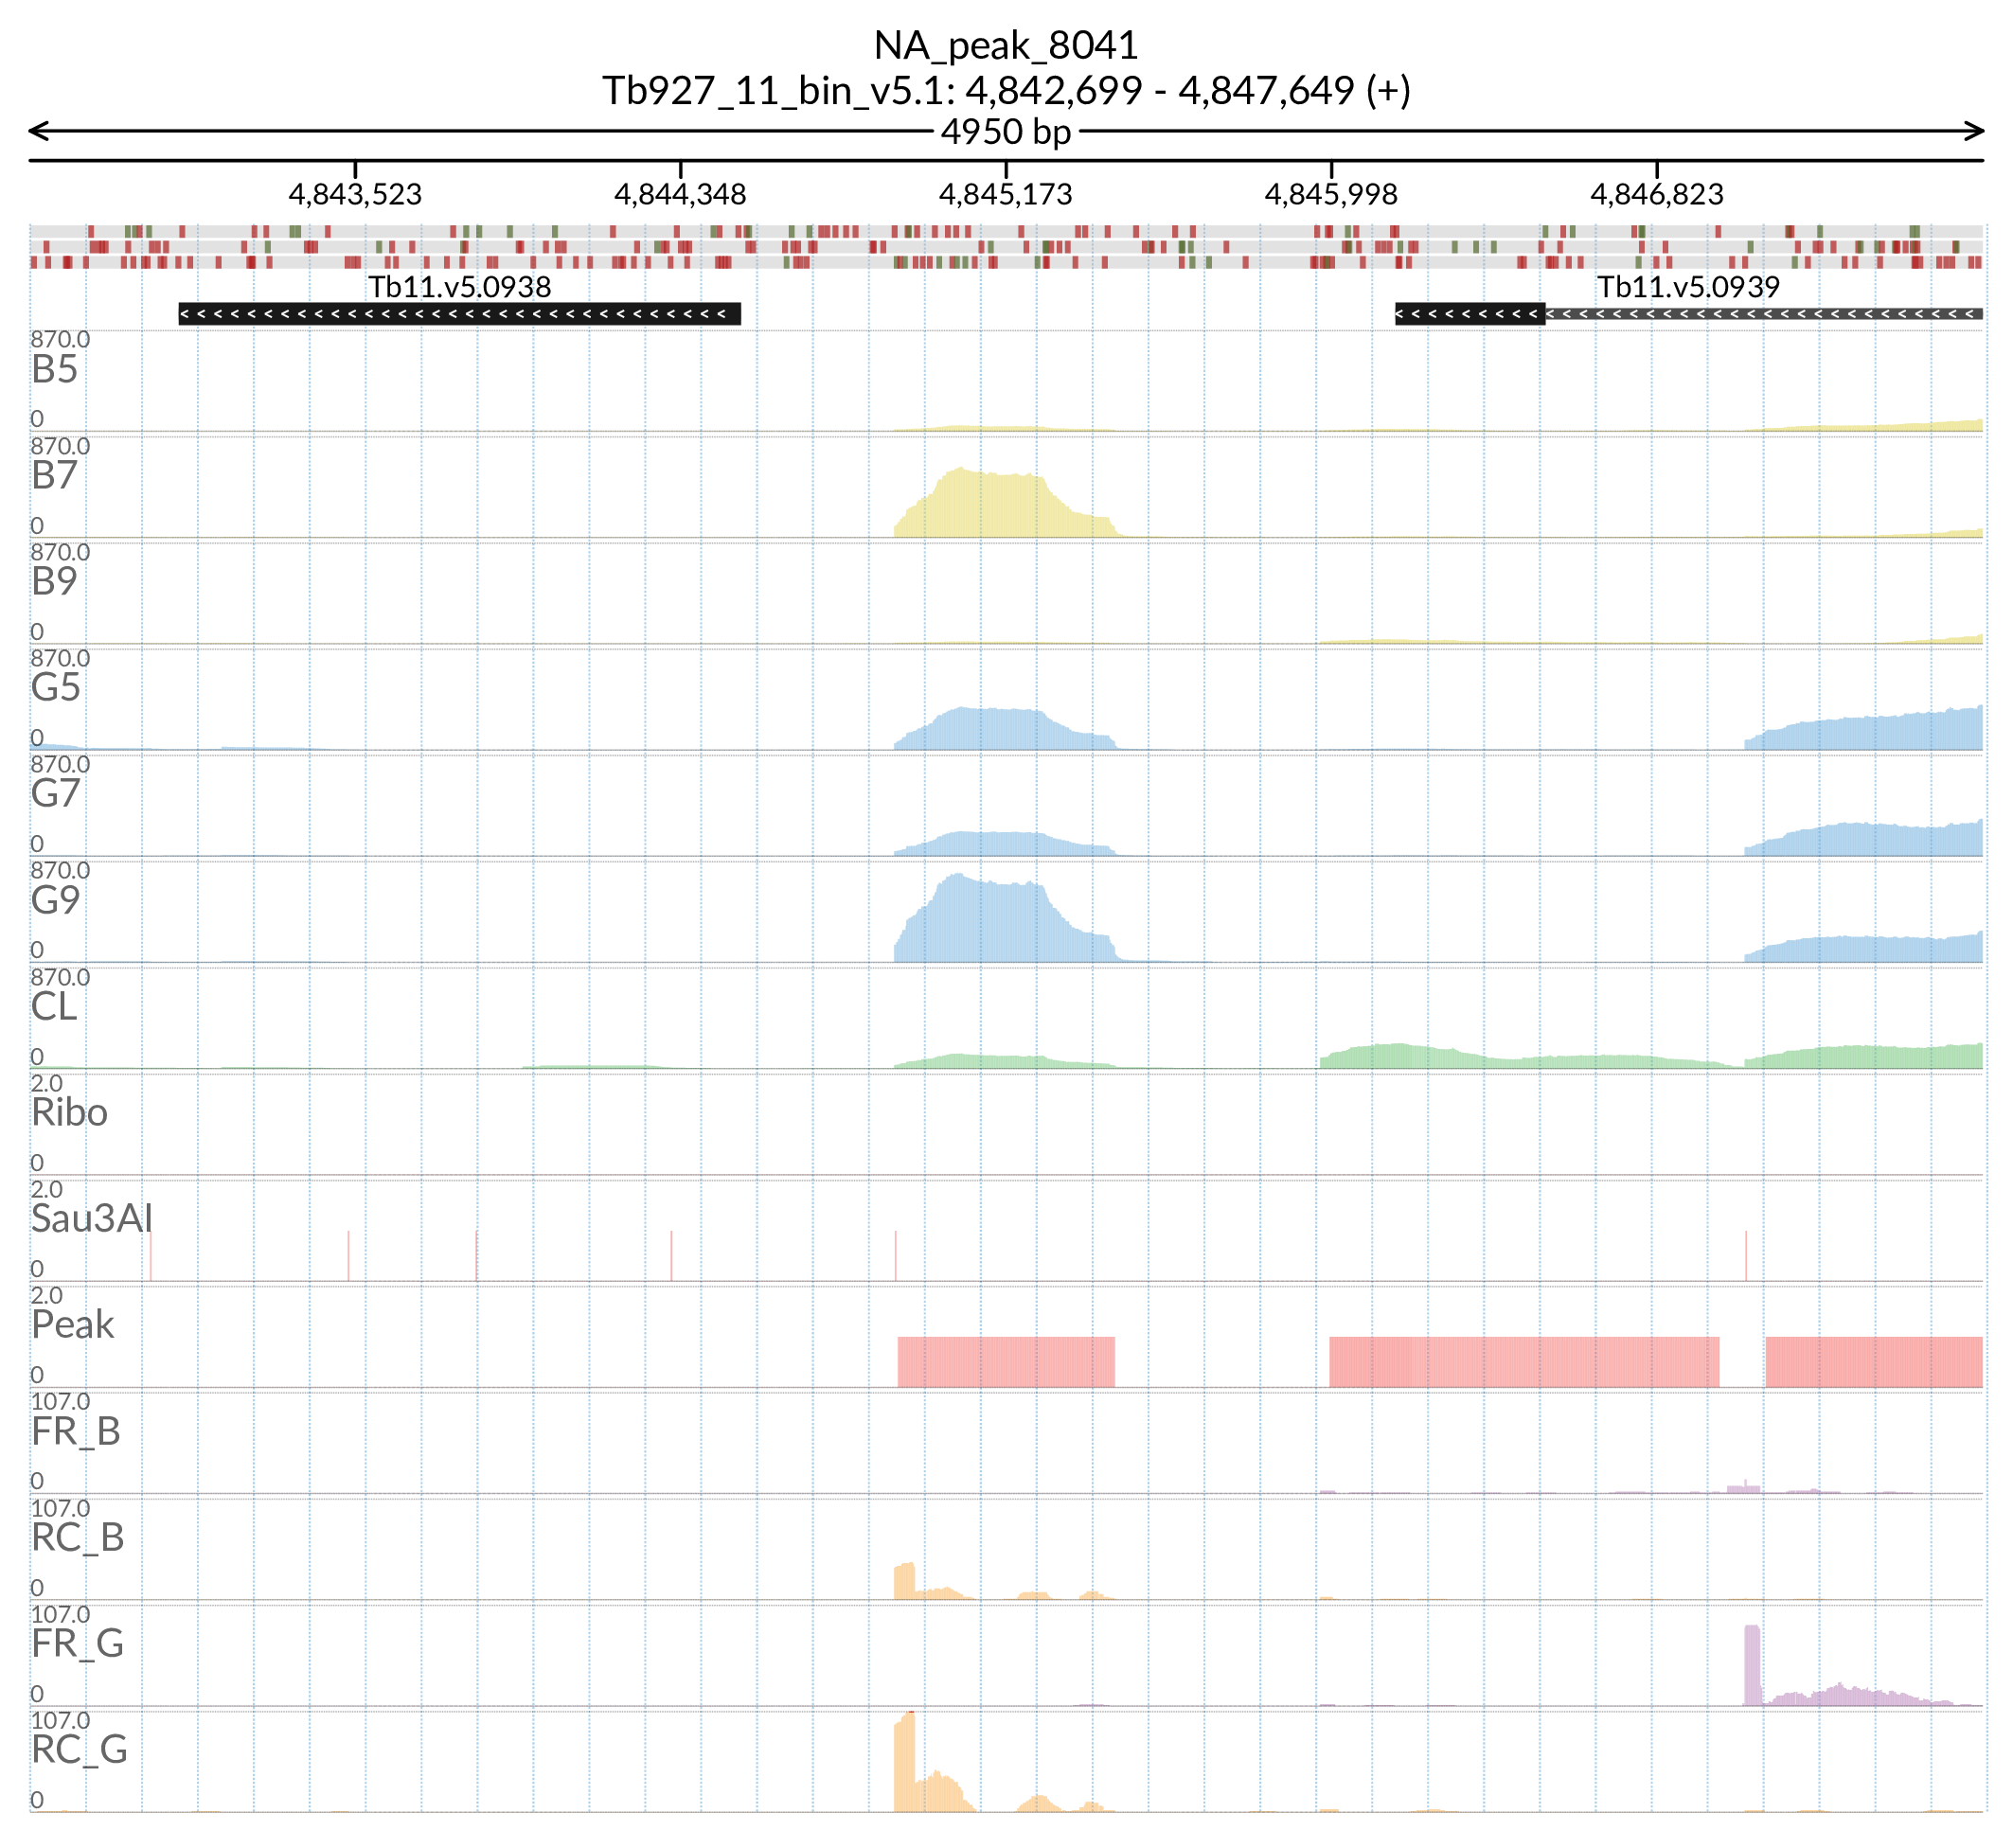 NA_peak_8041
Tb927_11_bin_v5.1: 4,842,699 - 4,847,649 (+)
4950 bp
4,843,523 4,844,348 4,845,173 4,845,998 4,846,823
Tb11.v5.0938 Tb11.v5.0939
870.0
B5
0
870.0
B7
0
870.0
B9
0
870.0
G5
0
870.0
G7
0
870.0
G9
0
870.0
CL
0
2.0
Ribo
0
2.0
Sau3AI
0
2.0
Peak
0
107.0
FR_B
0
107.0
RC_B
0
107.0
FR_G
0
107.0
RC_G
0